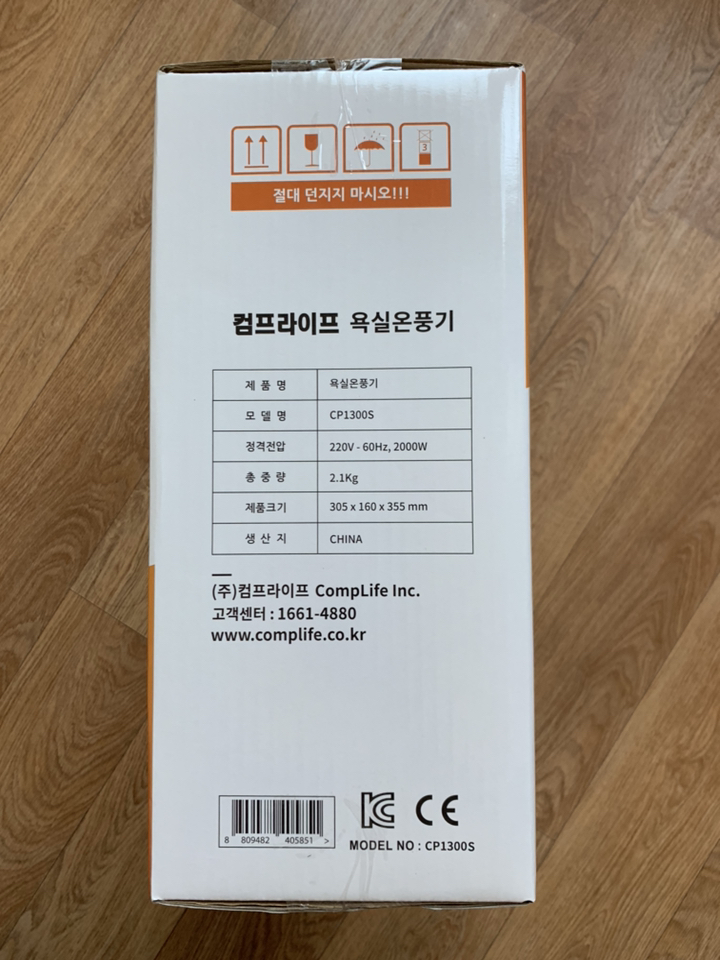 3
절대 던지지 마시오!!!
컴프라이프 욕실온풍기
제 품 명 욕실온풍기
모 델 명 CP1300S
정격전압 220V - 60Hz, 2000W
총 중 량 2.1Kg
제품크기 305 x 160 x 355 mm
생 산 지 CHINA
(주)컴프라이프 CompLife Inc.
고객센터 : 1661-4880
www.complife.co.kr
8 809482 405851 >
KC CE
MODEL NO : CP1300S